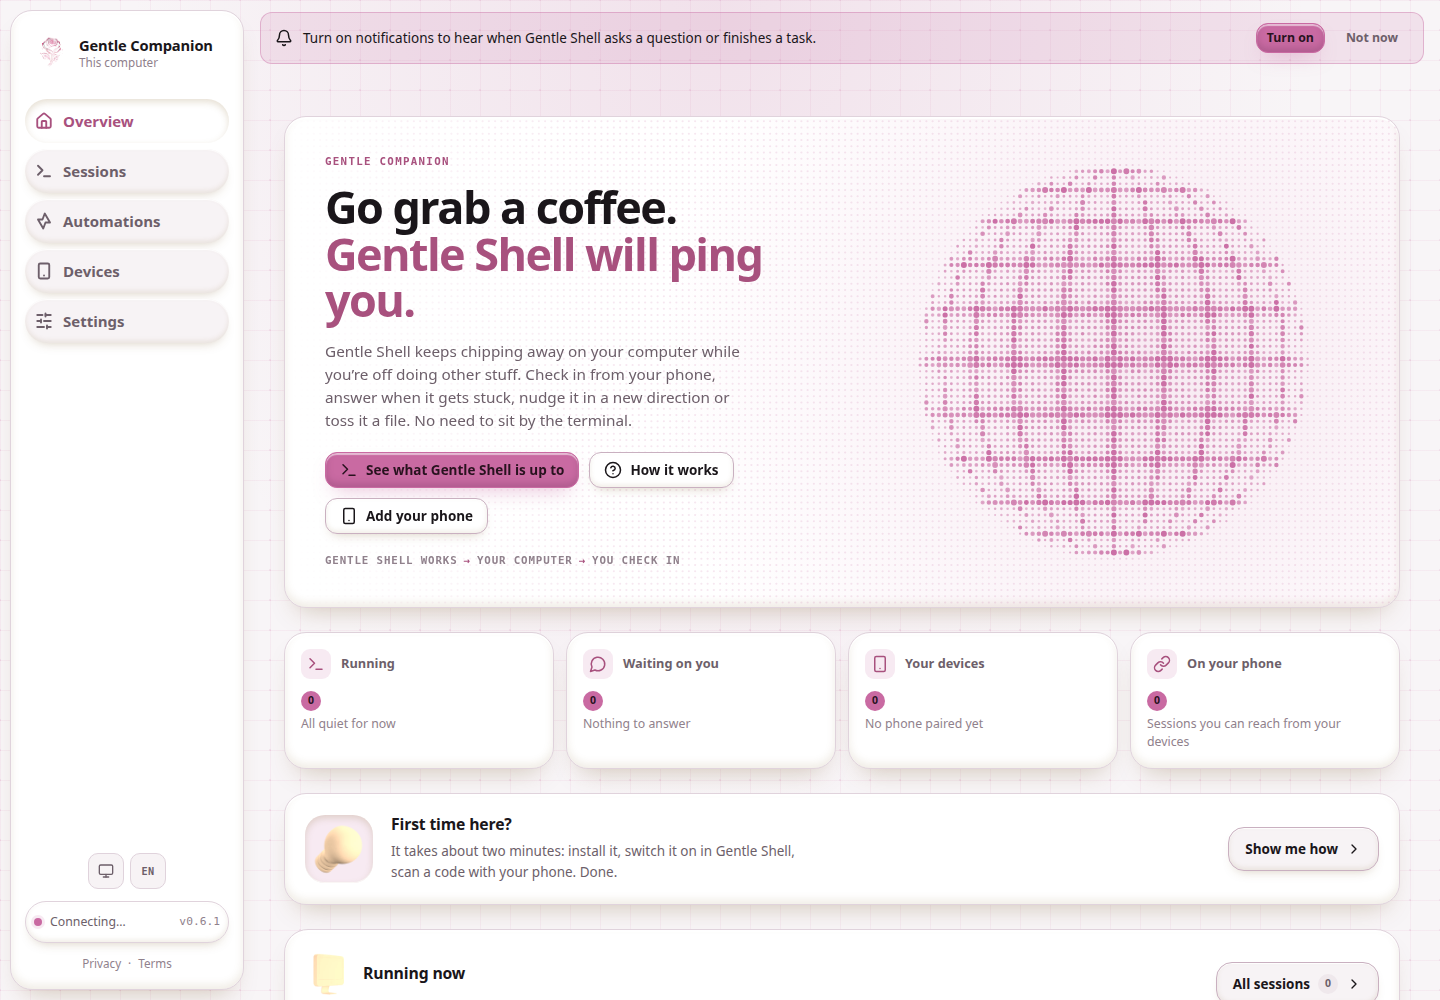 Gentle Companion
This computer
Overview
Sessions
Automations
Devices
Settings
EN
Connecting...
v0.6.1
Privacy · Terms
Turn on notifications to hear when Gentle Shell asks a question or finishes a task.
Turn on
Not now
GENTLE COMPANION
Go grab a coffee.
Gentle Shell will ping
you.
Gentle Shell keeps chipping away on your computer while
you're off doing other stuff. Check in from your phone,
answer when it gets stuck, nudge it in a new direction or
toss it a file. No need to sit by the terminal.
See what Gentle Shell is up to
How it works
Add your phone
GENTLE SHELL WORKS → YOUR COMPUTER → YOU CHECK IN
Running
0
All quiet for now
Waiting on you
0
Nothing to answer
Your devices
0
No phone paired yet
On your phone
0
Sessions you can reach from your
devices
First time here?
It takes about two minutes: install it, switch it on in Gentle Shell,
scan a code with your phone. Done.
Show me how
Running now
All sessions 0